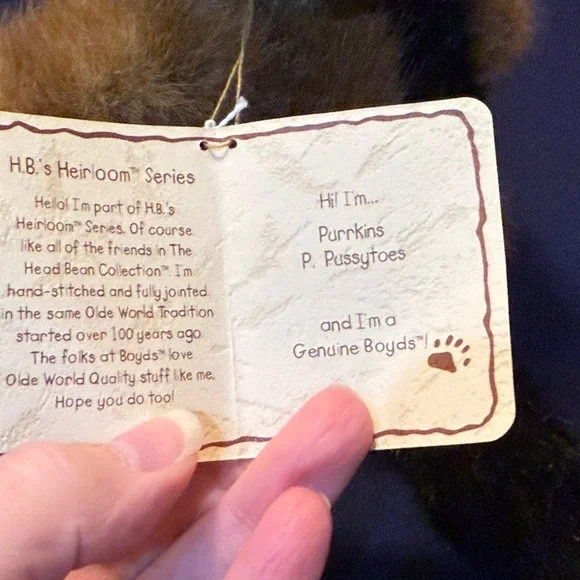 H.B.'s Heirloom™ Series
Hello! I'm part of H.B.'s
Heirloom™ Series. Of course
like all of the friends in The
Head Bean Collection™, I'm
hand-stitched and fully jointed
in the same Olde World Tradition
started over 100 years ago.
The folks at Boyds™ love
Olde World Quality stuff like me.
Hope you do too!
Hi! I'm...
Purrkins
P. Pussytoes
and I'm a
Genuine Boyds™!